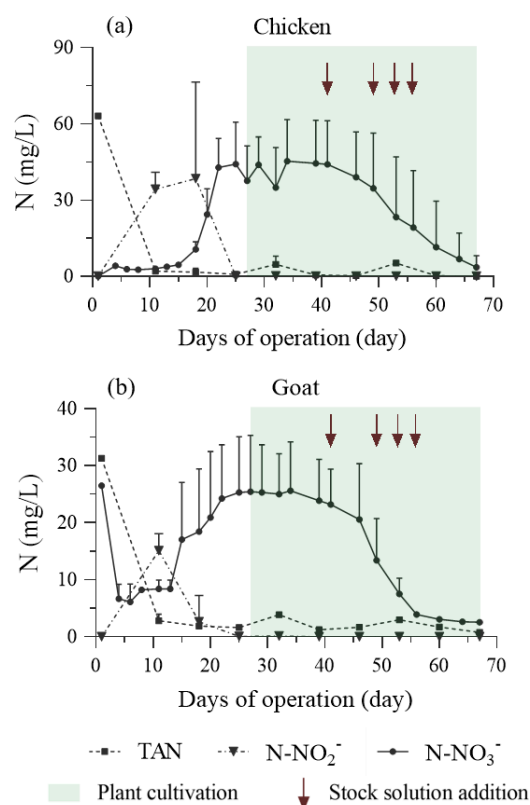 (a) Chicken
90
60
30
0
N (mg/L)
0 10 20 30 40 50 60 70
Days of operation (day)
(b) Goat
40
30
20
10
0
N (mg/L)
0 10 20 30 40 50 60 70
Days of operation (day)
TAN N-NO₂⁻ N-NO₃⁻
Plant cultivation Stock solution addition